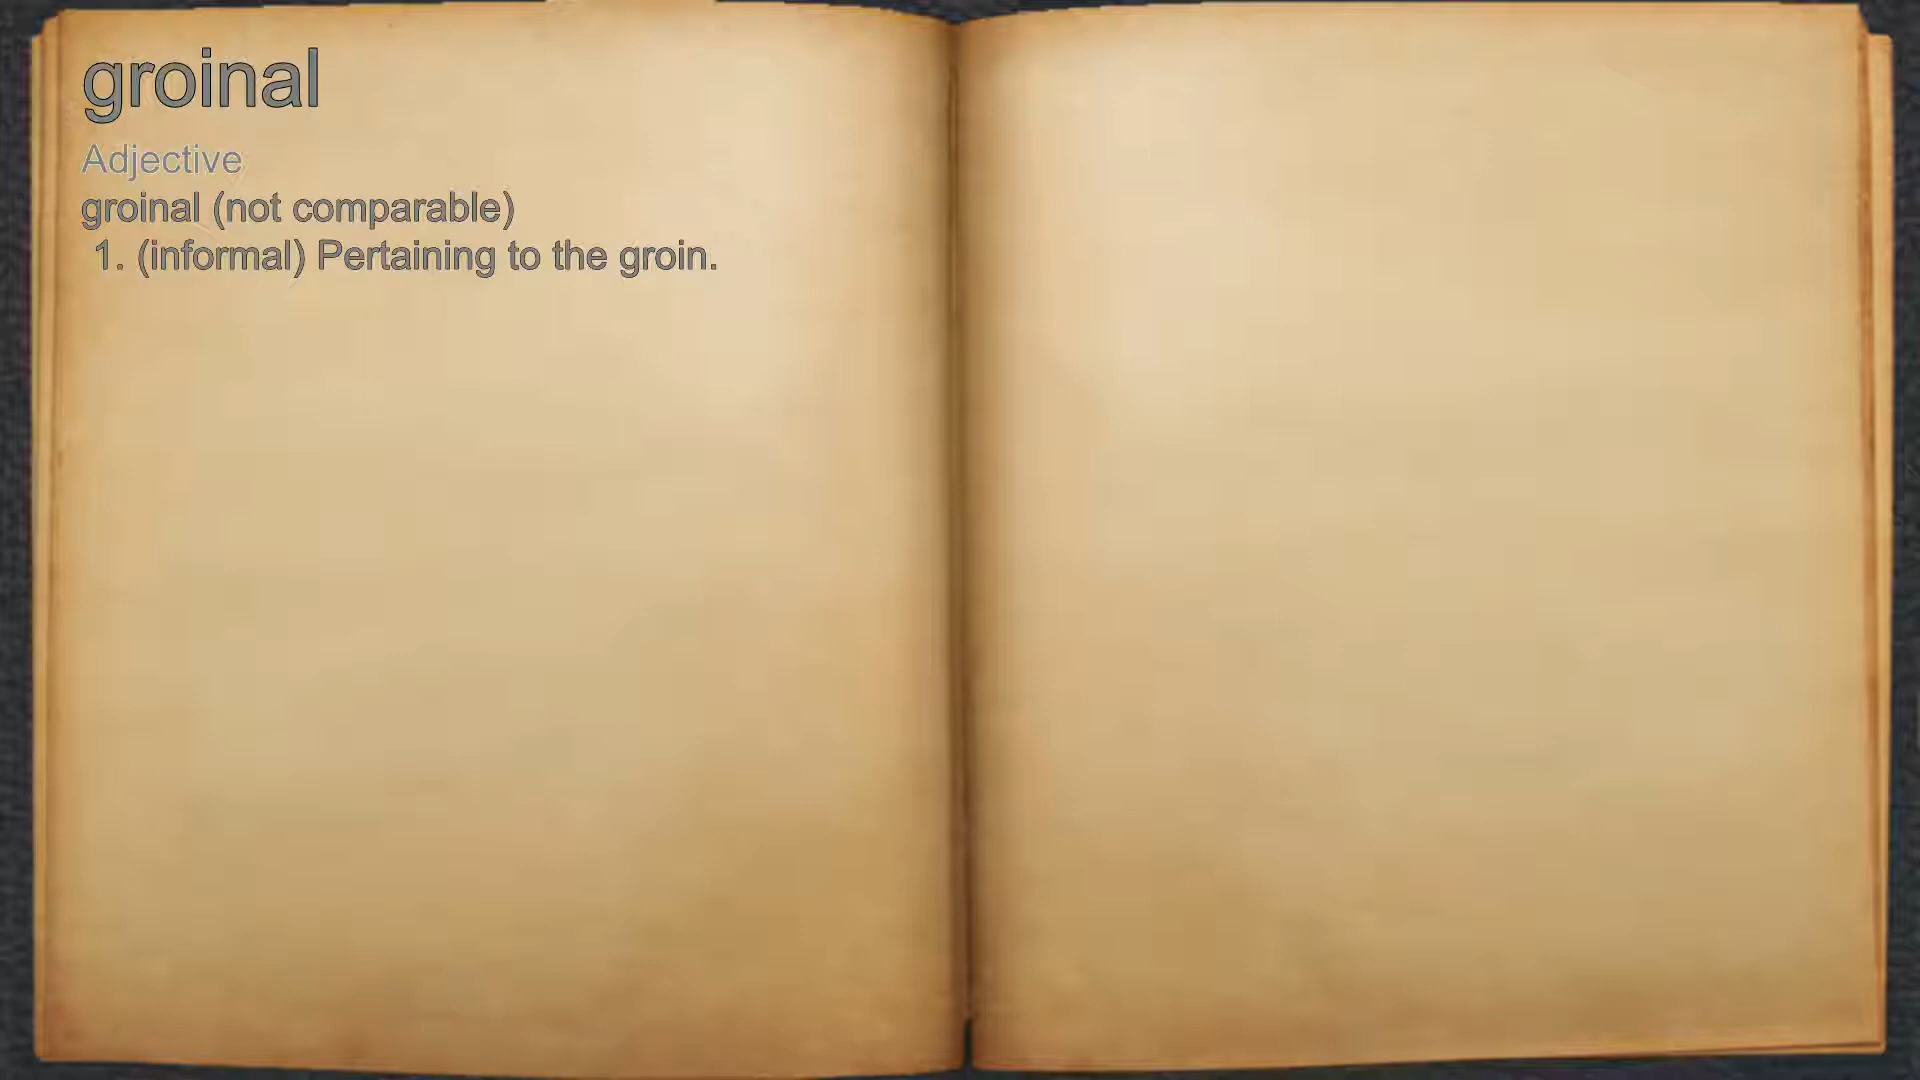 groinal
Adjective
groinal (not comparable)
1. (informal) Pertaining to the groin.